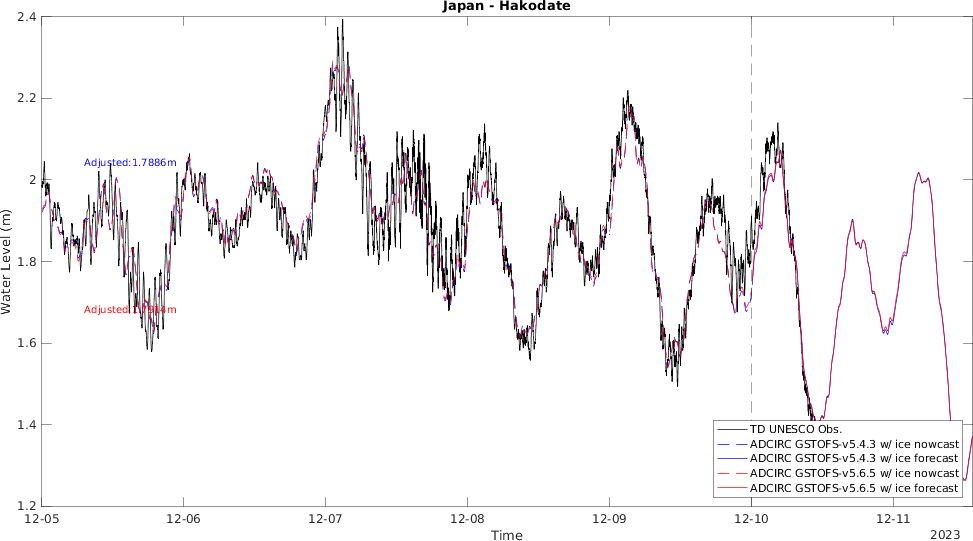 Japan - Hakodate
Water Level (m)
2.4
2.2
2
1.8
1.6
1.4
1.2
Adjusted:1.7886m
Adjusted:1.7914m
TD UNESCO Obs.
ADCIRC GSTOFS-v5.4.3 w/ ice nowcast
ADCIRC GSTOFS-v5.4.3 w/ ice forecast
ADCIRC GSTOFS-v5.6.5 w/ ice nowcast
ADCIRC GSTOFS-v5.6.5 w/ ice forecast
12-05 12-06 12-07 12-08 12-09 12-10 12-11
Time
2023